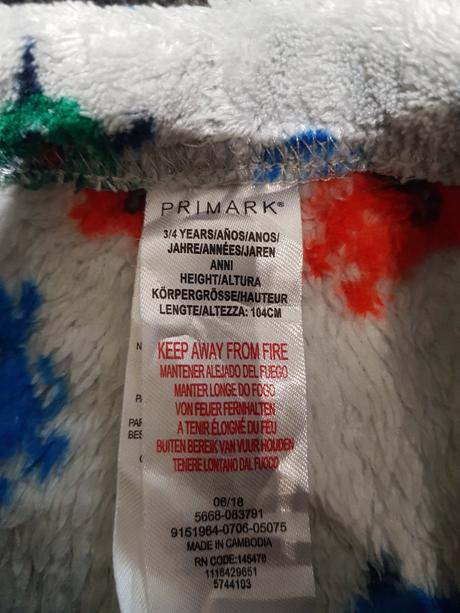 PRIMARK®
3/4 YEARS/AÑOS/ANOS/
JAHRE/ANNÉES/JAREN
ANNI
HEIGHT/ALTURA
KÖRPERGRÖSSE/HAUTEUR
LENGTE/ALTEZZA: 104CM
KEEP AWAY FROM FIRE
MANTENER ALEJADO DEL FUEGO
MANTER LONGE DO FOGO
VON FEUER FERNHALTEN
A TENIR ÉLOIGNÉ DU FEU
BUITEN BEREIK VAN VUUR HOUDEN
TENERE LONTANO DAL FUOCO
06/18
5668-083791
9151964-0706-05075
MADE IN CAMBODIA
RN CODE:145470
1116429651
5744103